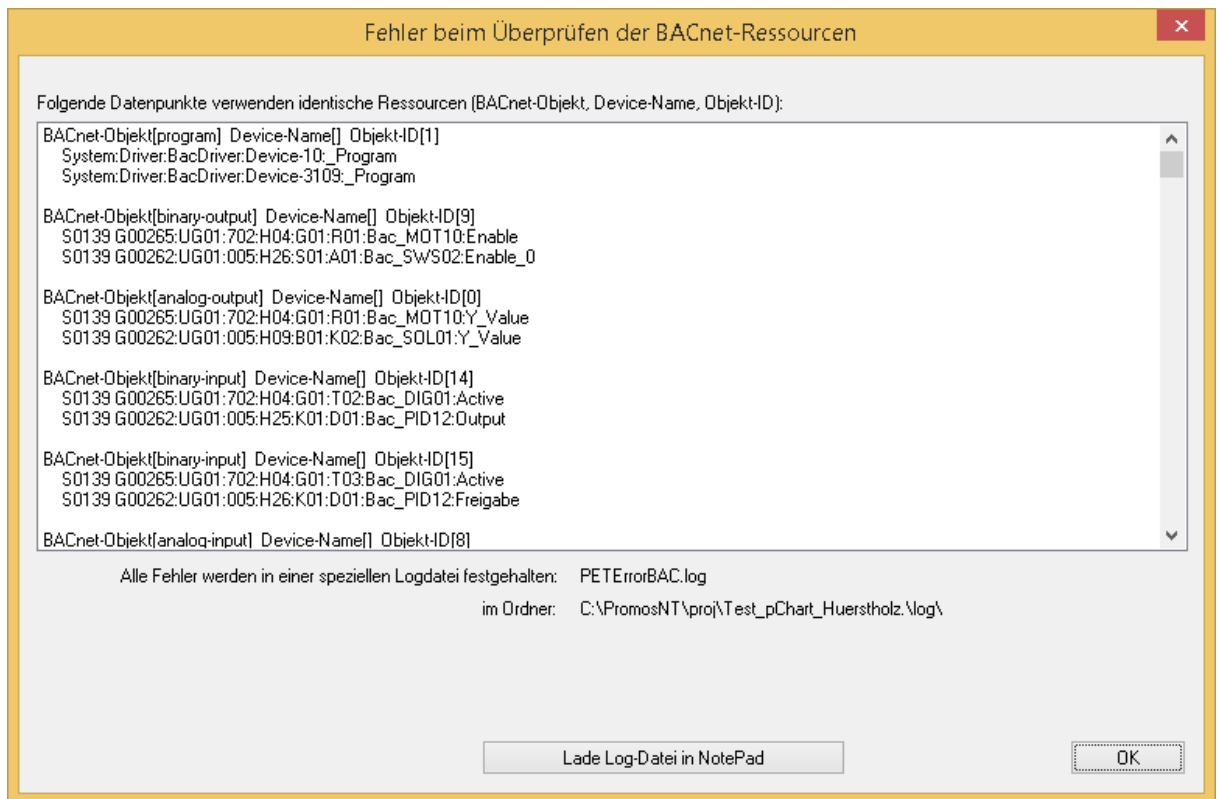 Fehler beim Überprüfen der BACnet-Ressourcen
Folgende Datenpunkte verwenden identische Ressourcen (BACnet-Objekt, Device-Name, Objekt-ID):
BACnet-Objekt[program] Device-Name[] Objekt-ID[1]
System:Driver:BacDriver:Device-10:_Program
System:Driver:BacDriver:Device-3109:_Program
BACnet-Objekt[binary-output] Device-Name[] Objekt-ID[9]
S0139 G00265:UG01:702:H04:G01:R01:Bac_MOT10:Enable
S0139 G00262:UG01:005:H26:S01:A01:Bac_SWS02:Enable_0
BACnet-Objekt[analog-output] Device-Name[] Objekt-ID[0]
S0139 G00265:UG01:702:H04:G01:R01:Bac_MOT10:Y_Value
S0139 G00262:UG01:005:H09:B01:K02:Bac_SOL01:Y_Value
BACnet-Objekt[binary-input] Device-Name[] Objekt-ID[14]
S0139 G00265:UG01:702:H04:G01:T02:Bac_DIG01:Active
S0139 G00262:UG01:005:H25:K01:D01:Bac_PID12:Output
BACnet-Objekt[binary-input] Device-Name[] Objekt-ID[15]
S0139 G00265:UG01:702:H04:G01:T03:Bac_DIG01:Active
S0139 G00262:UG01:005:H26:K01:D01:Bac_PID12:Freigabe
BACnet-Objekt[analog-input] Device-Name[] Objekt-ID[8]
Alle Fehler werden in einer speziellen Logdatei festgehalten: PETErrorBAC.log
im Ordner: C:\PromosNT\proj\Test_pChart_Huerstholz.\log\
Lade Log-Datei in NotePad
OK